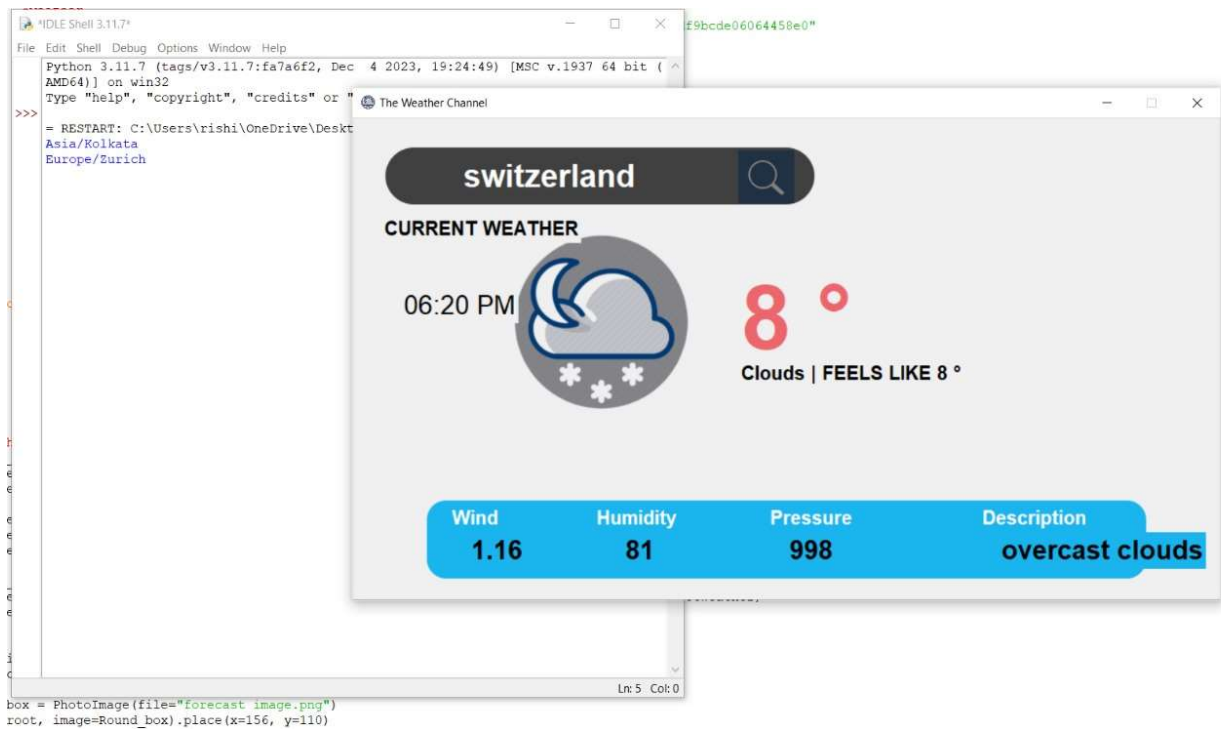 *IDLE Shell 3.11.7*
f9bcde06064458e0"
File Edit Shell Debug Options Window Help
Python 3.11.7 (tags/v3.11.7:fa7a6f2, Dec  4 2023, 19:24:49) [MSC v.1937 64 bit (
AMD64)] on win32
Type "help", "copyright", "credits" or "
>>>
= RESTART: C:\Users\rishi\OneDrive\Deskt
Asia/Kolkata
Europe/Zurich
The Weather Channel
switzerland
CURRENT WEATHER
06:20 PM
8 °
Clouds | FEELS LIKE 8 °
Wind Humidity Pressure Description
1.16 81 998 overcast clouds
Ln: 5 Col: 0
box = PhotoImage(file="forecast image.png")
root, image=Round_box).place(x=156, y=110)